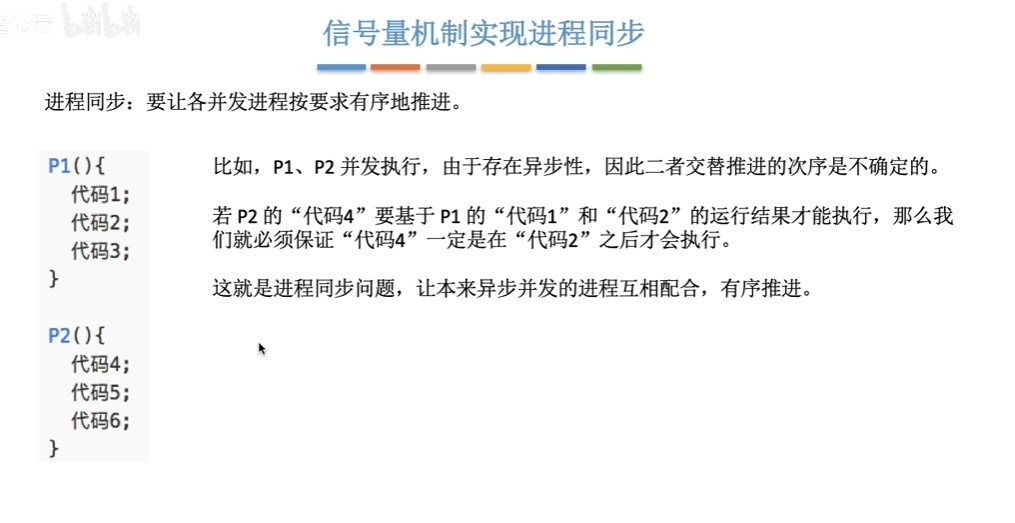 bilibili
信号量机制实现进程同步
进程同步：要让各并发进程按要求有序地推进。
P1(){
代码1;
代码2;
代码3;
}
P2(){
代码4;
代码5;
代码6;
}
比如，P1、P2 并发执行，由于存在异步性，因此二者交替推进的次序是不确定的。
若 P2 的“代码4”要基于 P1 的“代码1”和“代码2”的运行结果才能执行，那么我
们就必须保证“代码4”一定是在“代码2”之后才会执行。
这就是进程同步问题，让本来异步并发的进程互相配合，有序推进。